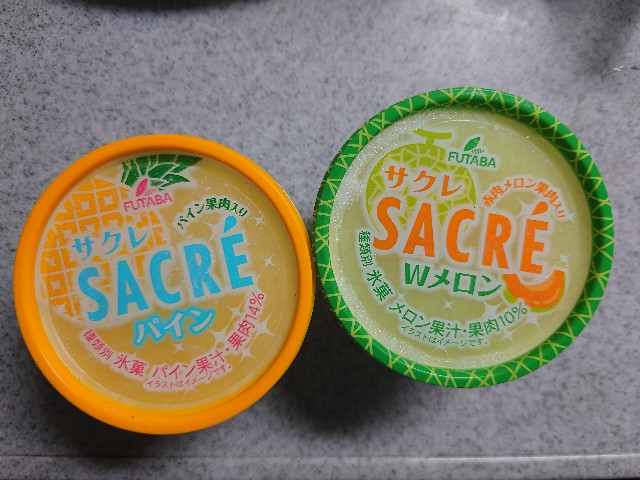 FUTABA
パイン果肉入り
サクレ
SACRÉ
パイン
種類別 氷菓 パイン果汁・果肉14%
イラストはイメージです。
FUTABA
サクレ
赤肉メロン果肉入り
SACRÉ
Wメロン
種類別 氷菓 メロン果汁・果肉10%
イラストはイメージです。